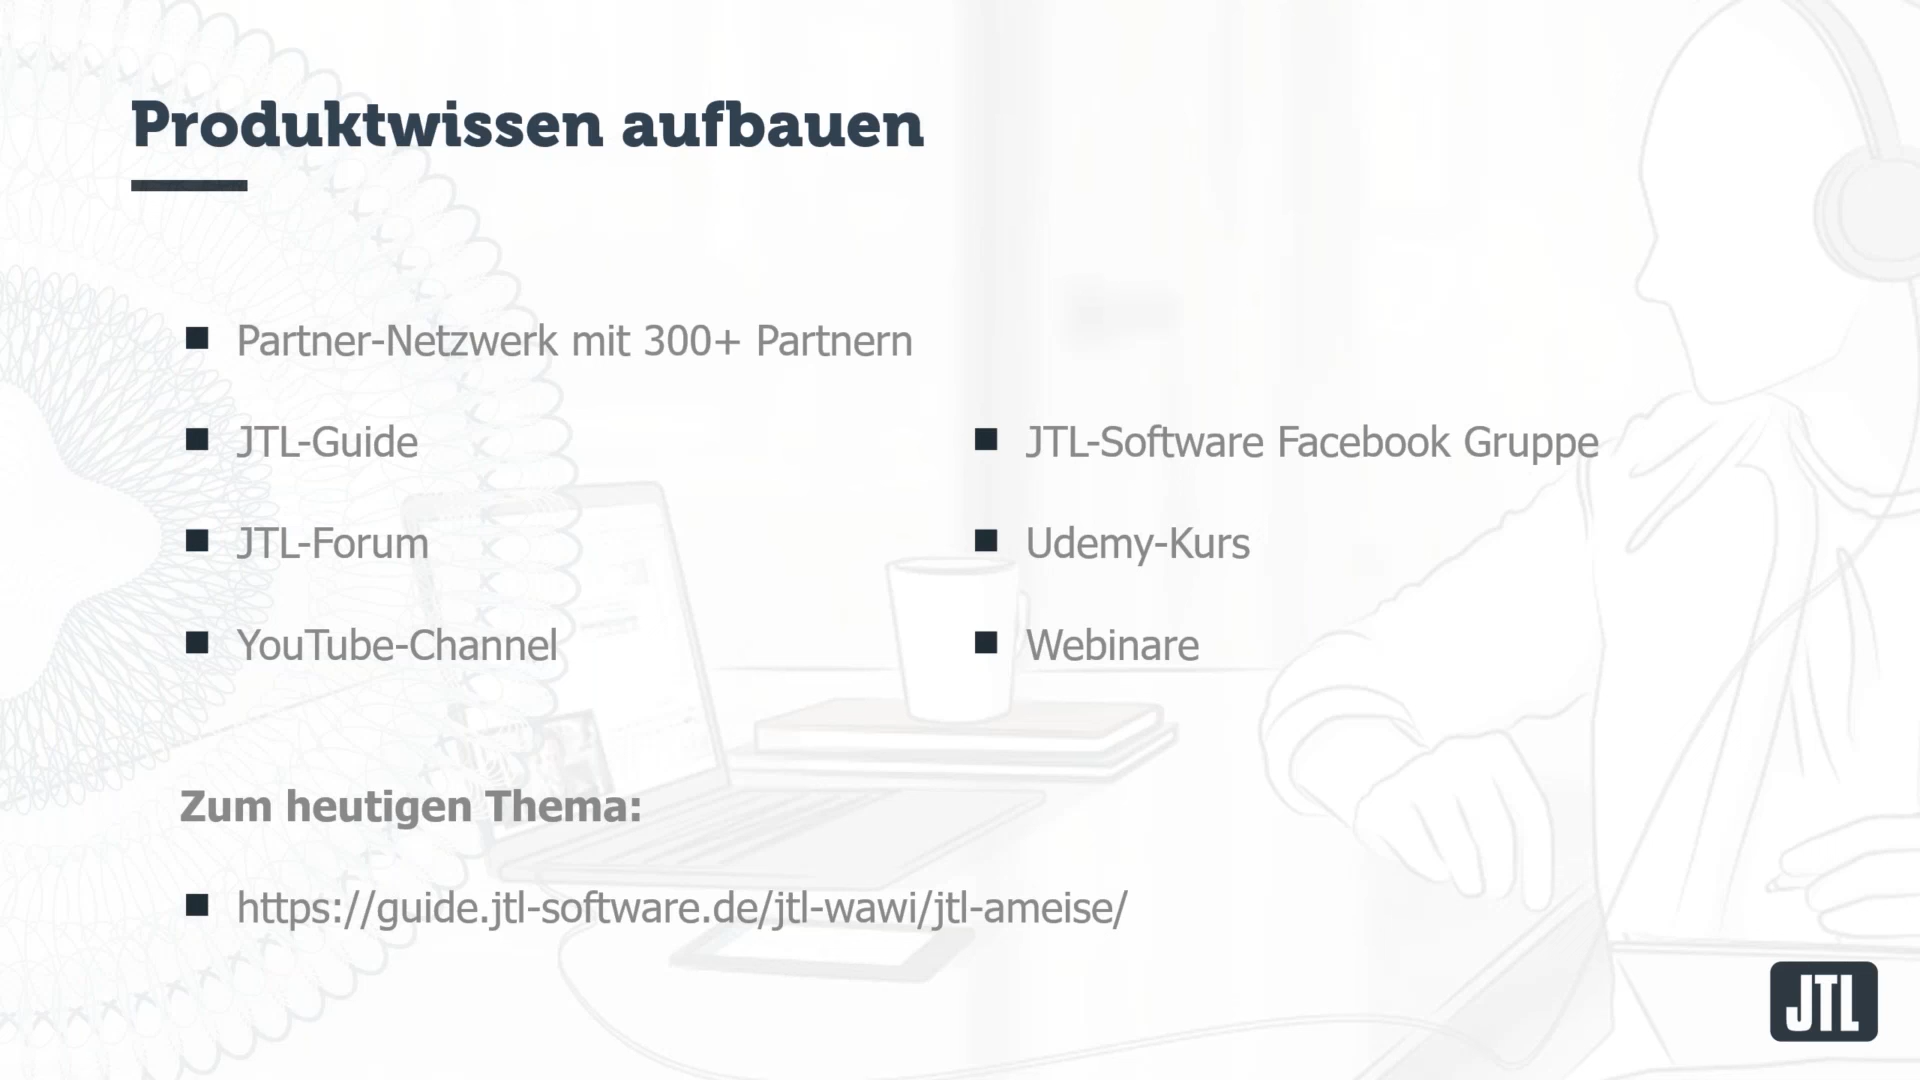 Produktwissen aufbauen
Partner-Netzwerk mit 300+ Partnern
JTL-Guide
JTL-Forum
YouTube-Channel
JTL-Software Facebook Gruppe
Udemy-Kurs
Webinare
Zum heutigen Thema:
https://guide.jtl-software.de/jtl-wawi/jtl-ameise/
JTL